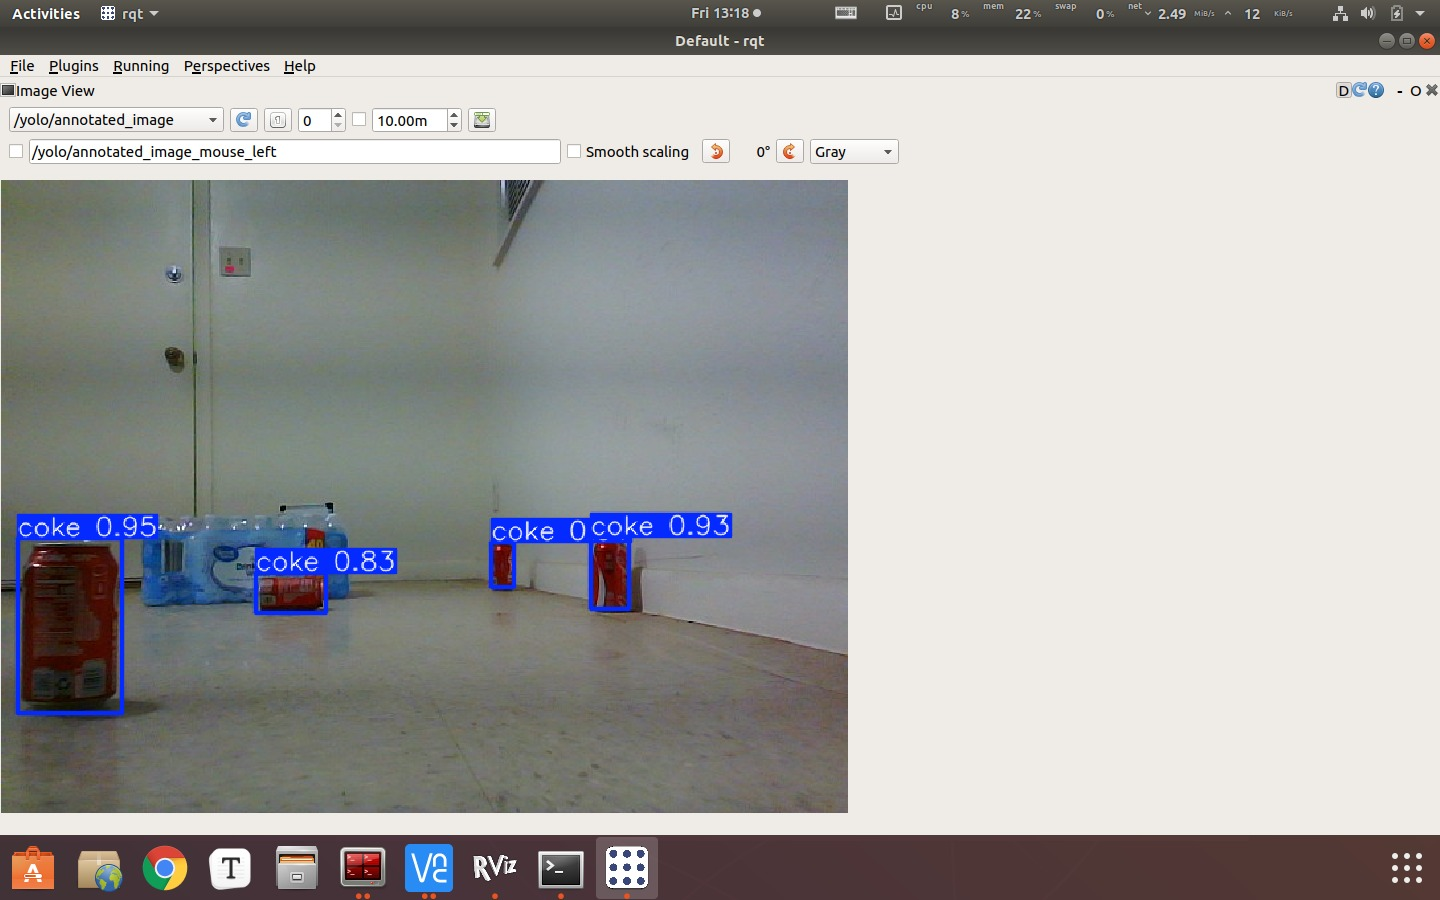 Activities rqt Fri 13:18 cpu 8% mem 22% swap 0% net 2.49 MiB/s 12 KiB/s
Default - rqt
File Plugins Running Perspectives Help
Image View D - O
/yolo/annotated_image 0 10.00m
/yolo/annotated_image_mouse_left Smooth scaling 0° Gray
coke 0.95
coke 0.83
coke 0
coke 0.93
A T VNC RViz >_